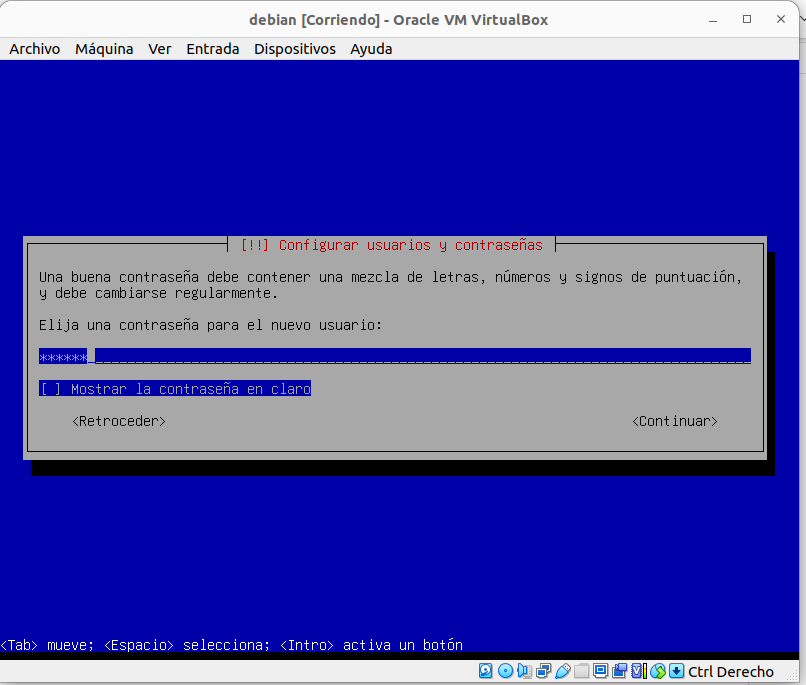 debian [Corriendo] - Oracle VM VirtualBox
Archivo Máquina Ver Entrada Dispositivos Ayuda
[!!] Configurar usuarios y contraseñas
Una buena contraseña debe contener una mezcla de letras, números y signos de puntuación,
y debe cambiarse regularmente.
Elija una contraseña para el nuevo usuario:
******
[ ] Mostrar la contraseña en claro
<Retroceder> <Continuar>
<Tab> mueve; <Espacio> selecciona; <Intro> activa un botón
Ctrl Derecho